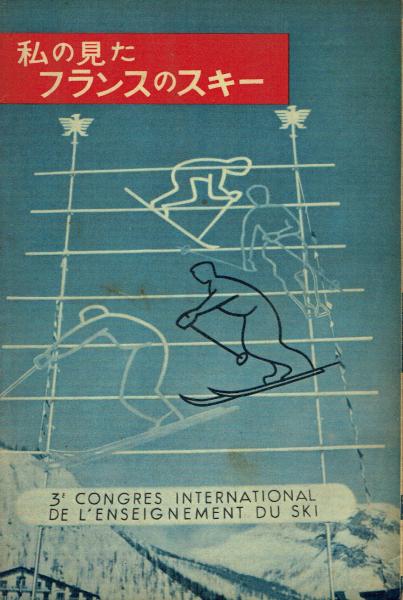 私の見た
フランスのスキー
3ᴱ CONGRES INTERNATIONAL
DE L'ENSEIGNEMENT DU SKI